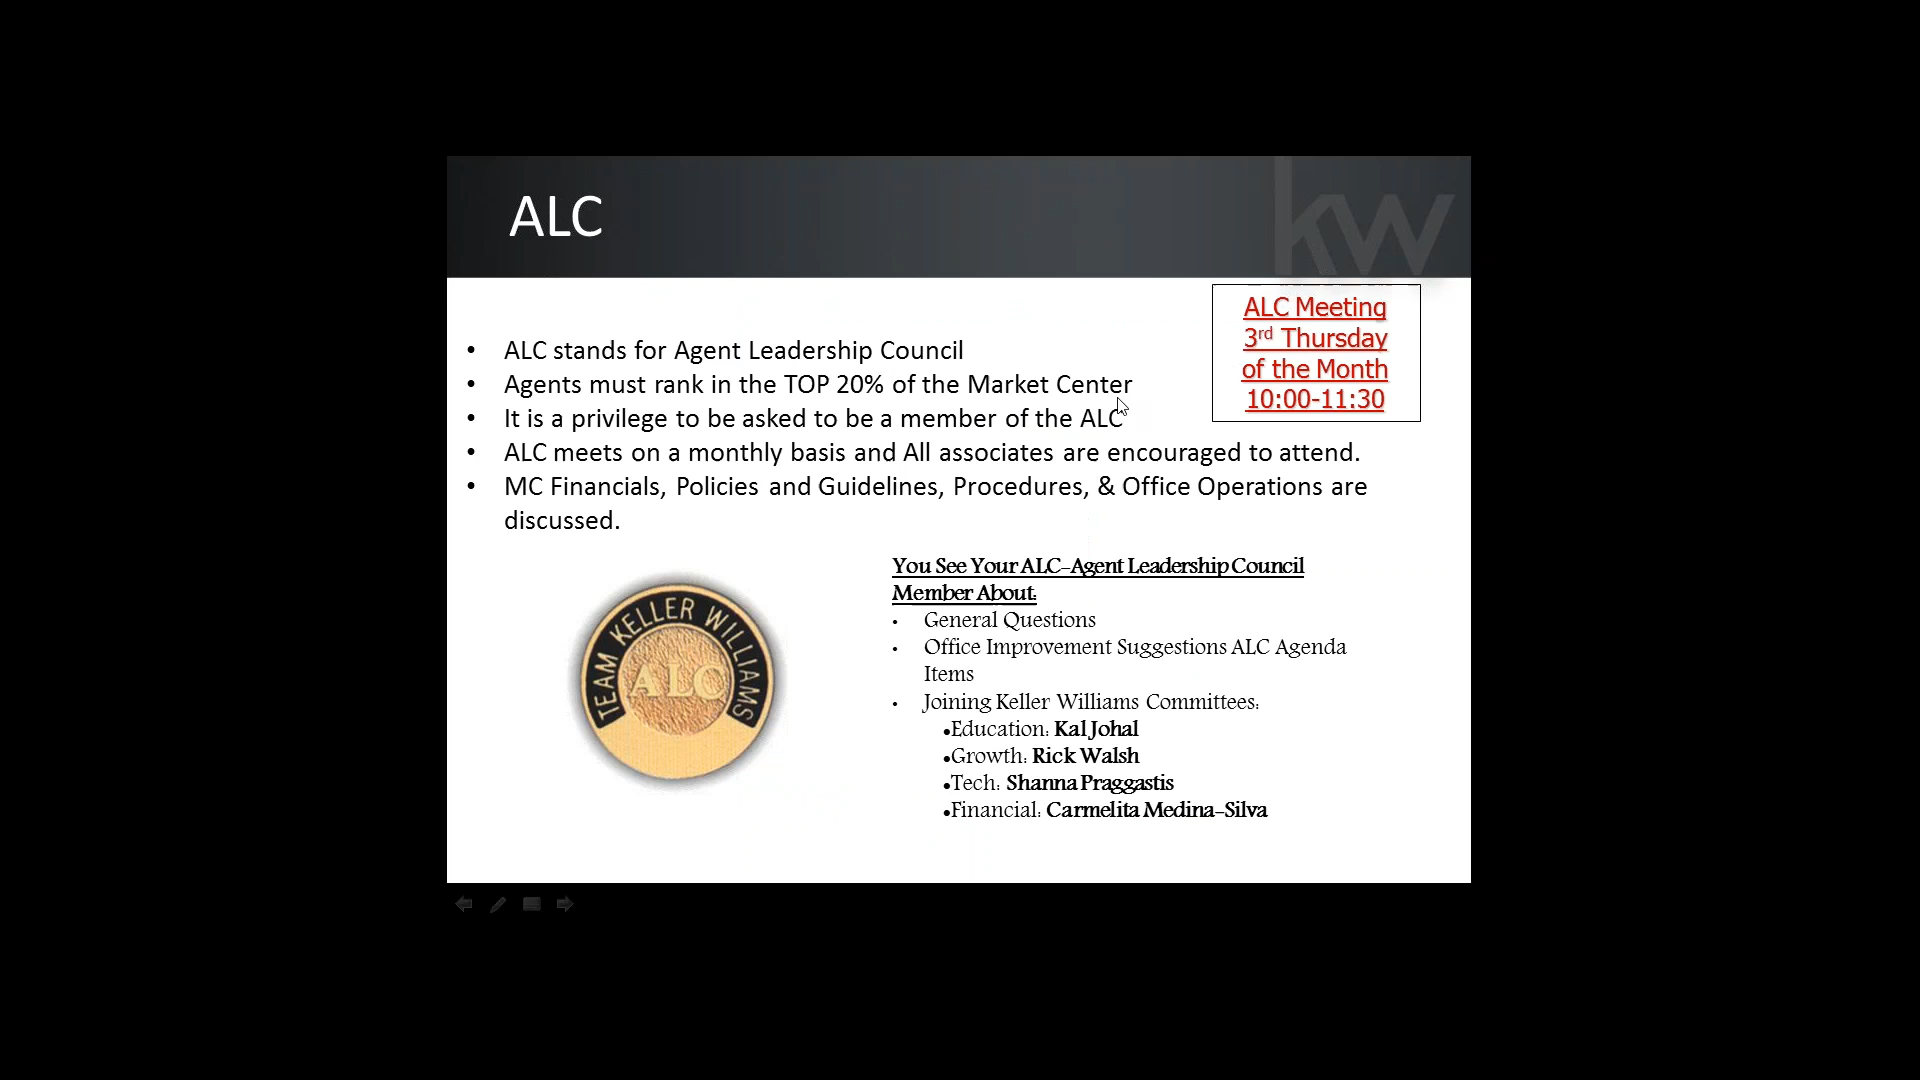 ALC
kw
ALC Meeting
3rd Thursday
of the Month
10:00-11:30
• ALC stands for Agent Leadership Council
• Agents must rank in the TOP 20% of the Market Center
• It is a privilege to be asked to be a member of the ALC
• ALC meets on a monthly basis and All associates are encouraged to attend.
• MC Financials, Policies and Guidelines, Procedures, & Office Operations are
discussed.
TEAM KELLER WILLIAMS
ALC
You See Your ALC-Agent Leadership Council
Member About:
• General Questions
• Office Improvement Suggestions ALC Agenda
Items
• Joining Keller Williams Committees:
•Education: Kal Johal
•Growth: Rick Walsh
•Tech: Shanna Praggastis
•Financial: Carmelita Medina-Silva